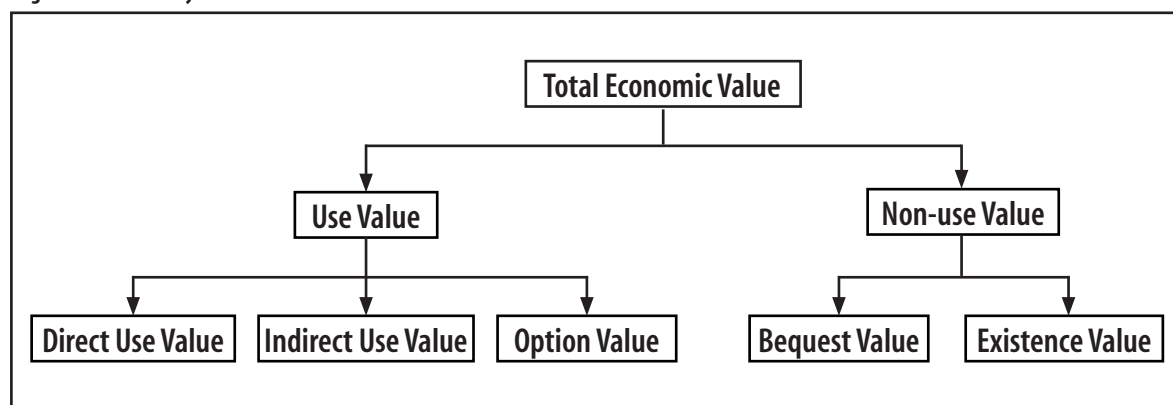 Total Economic Value
Use Value
Non-use Value
Direct Use Value
Indirect Use Value
Option Value
Bequest Value
Existence Value